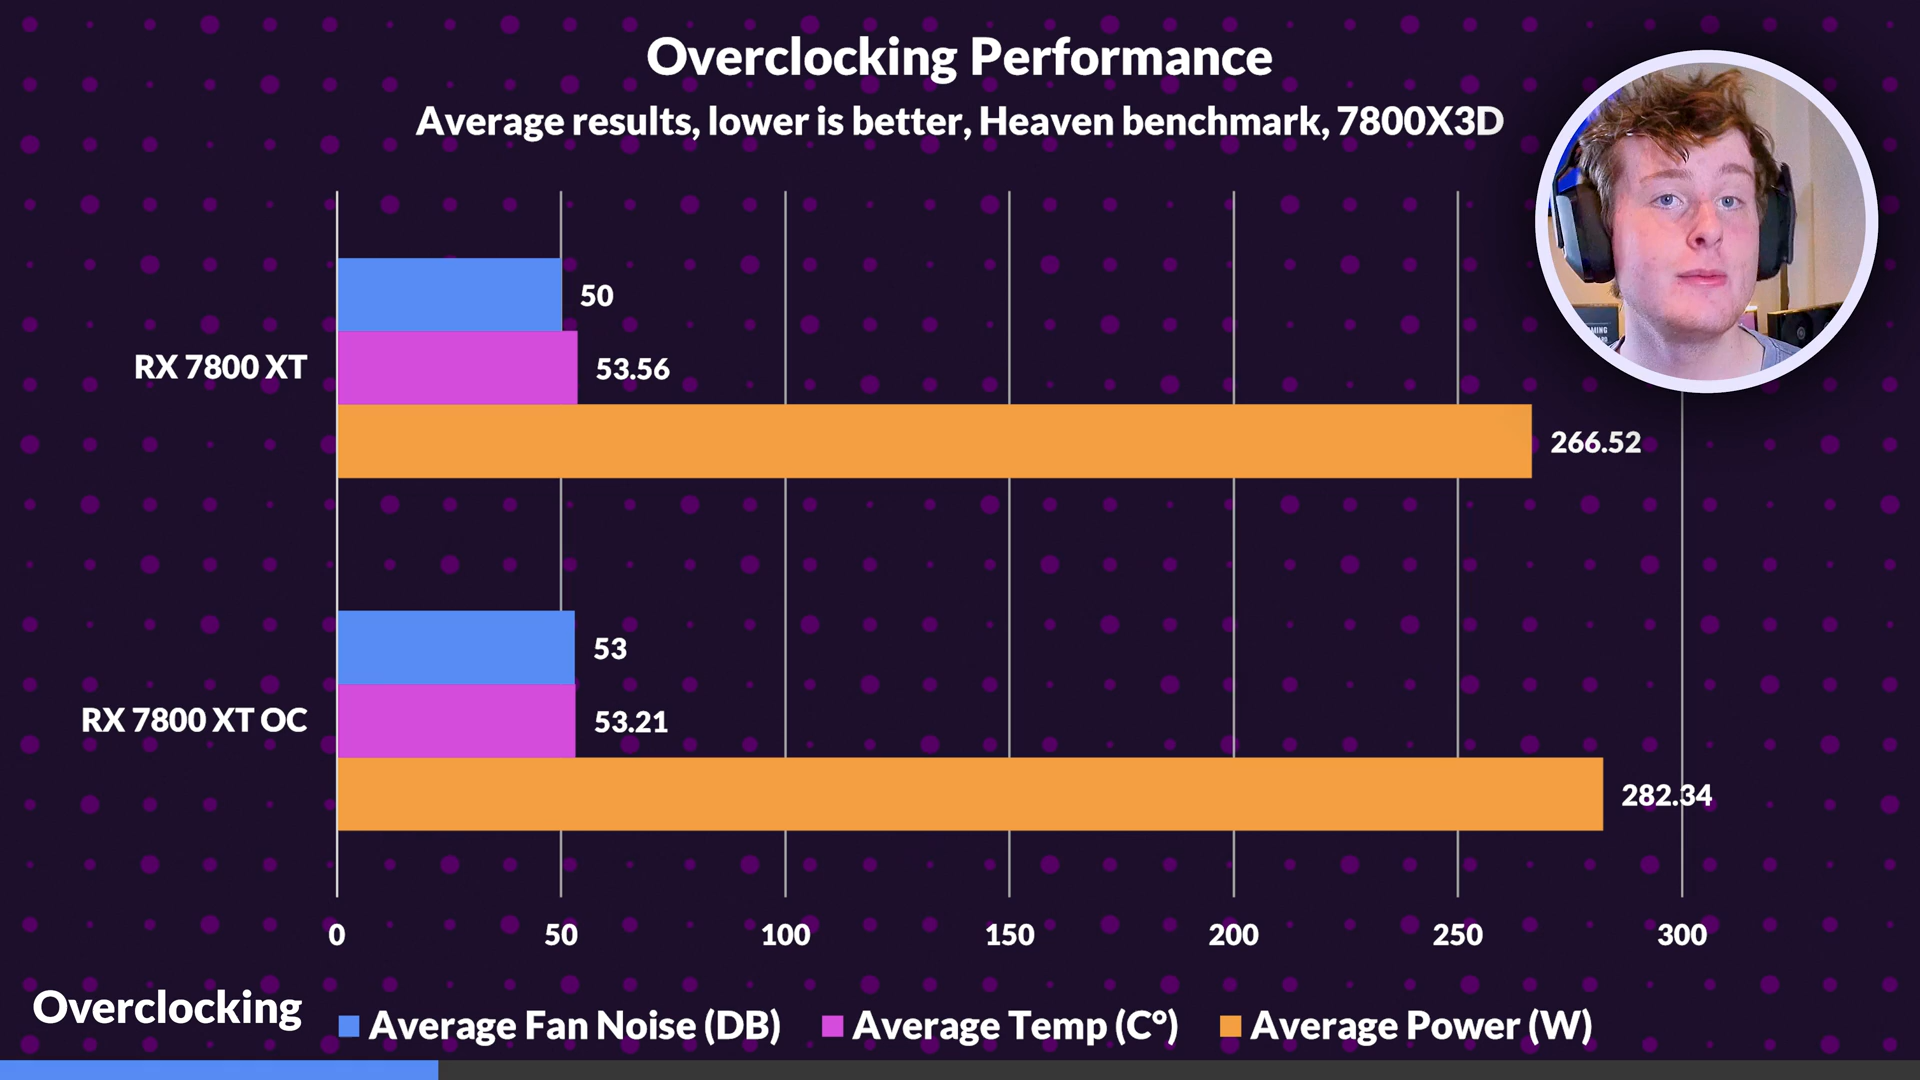 Overclocking Performance
Average results, lower is better, Heaven benchmark, 7800X3D
50
RX 7800 XT
53.56
266.52
53
RX 7800 XT OC
53.21
282.34
0 50 100 150 200 250 300
Overclocking
Average Fan Noise (DB) Average Temp (C°) Average Power (W)